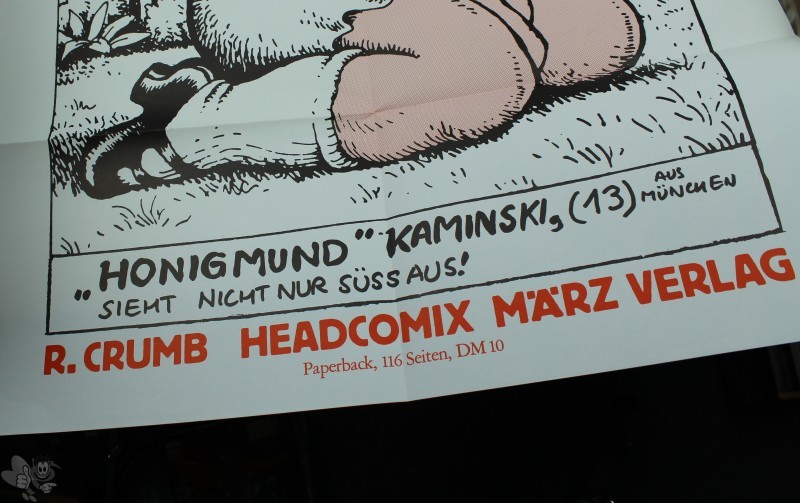 „HONIGMUND" KAMINSKI, (13) AUS MÜNCHEN
SIEHT NICHT NUR SÜSS AUS!
R. CRUMB HEADCOMIX MÄRZ VERLAG
Paperback, 116 Seiten, DM 10